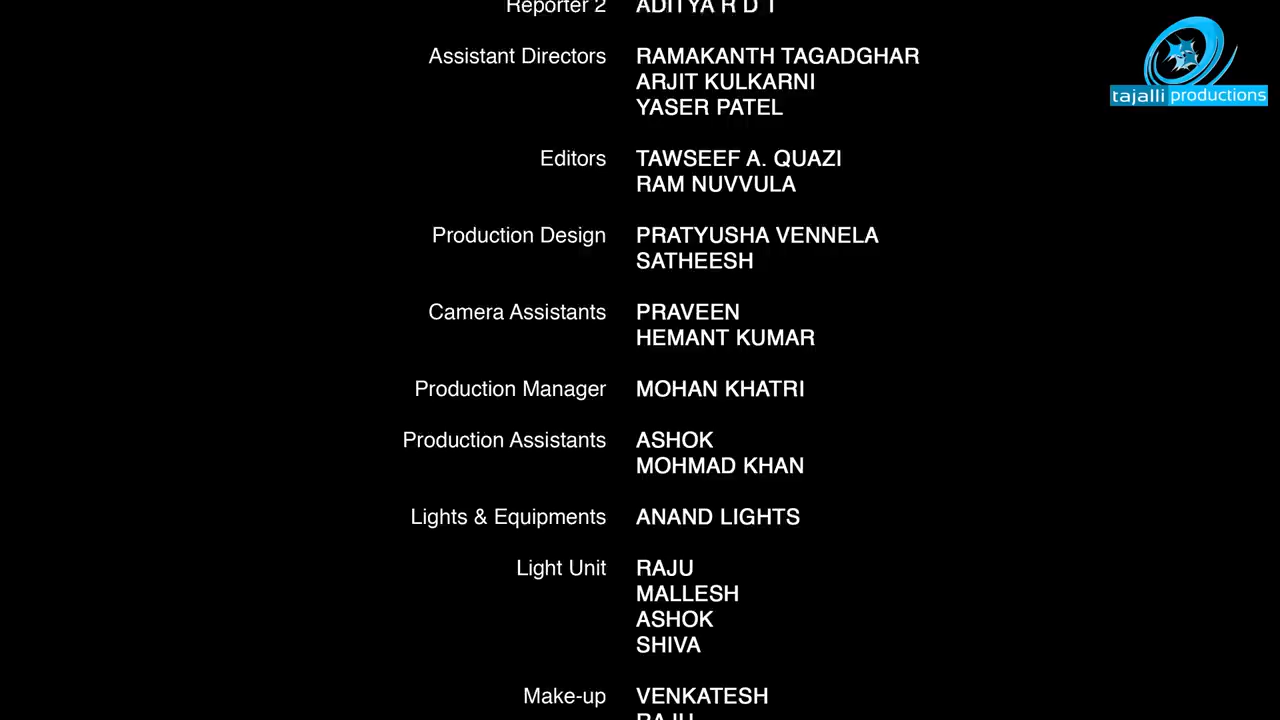 Reporter 2 ADITYA R D T
Assistant Directors RAMAKANTH TAGADGHAR
ARJIT KULKARNI
YASER PATEL
tajalli productions
Editors TAWSEEF A. QUAZI
RAM NUVVULA
Production Design PRATYUSHA VENNELA
SATHEESH
Camera Assistants PRAVEEN
HEMANT KUMAR
Production Manager MOHAN KHATRI
Production Assistants ASHOK
MOHMAD KHAN
Lights & Equipments ANAND LIGHTS
Light Unit RAJU
MALLESH
ASHOK
SHIVA
Make-up VENKATESH
RAJU